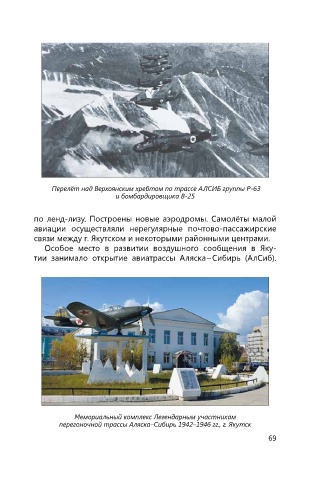 Перелёт над Верхоянским хребтом по трассе АЛСИБ группы Р-63
и бомбардировщика В-25
по ленд-лизу. Построены новые аэродромы. Самолёты малой
авиации осуществляли нерегулярные почтово-пассажирские
связи между г. Якутском и некоторыми районными центрами.
Особое место в развитии воздушного сообщения в Яку-
тии занимало открытие авиатрассы Аляска–Сибирь (АлСиб).
Мемориальный комплекс Легендарным участникам
перегоночной трассы Аляска-Сибирь 1942-1946 гг., г. Якутск
69